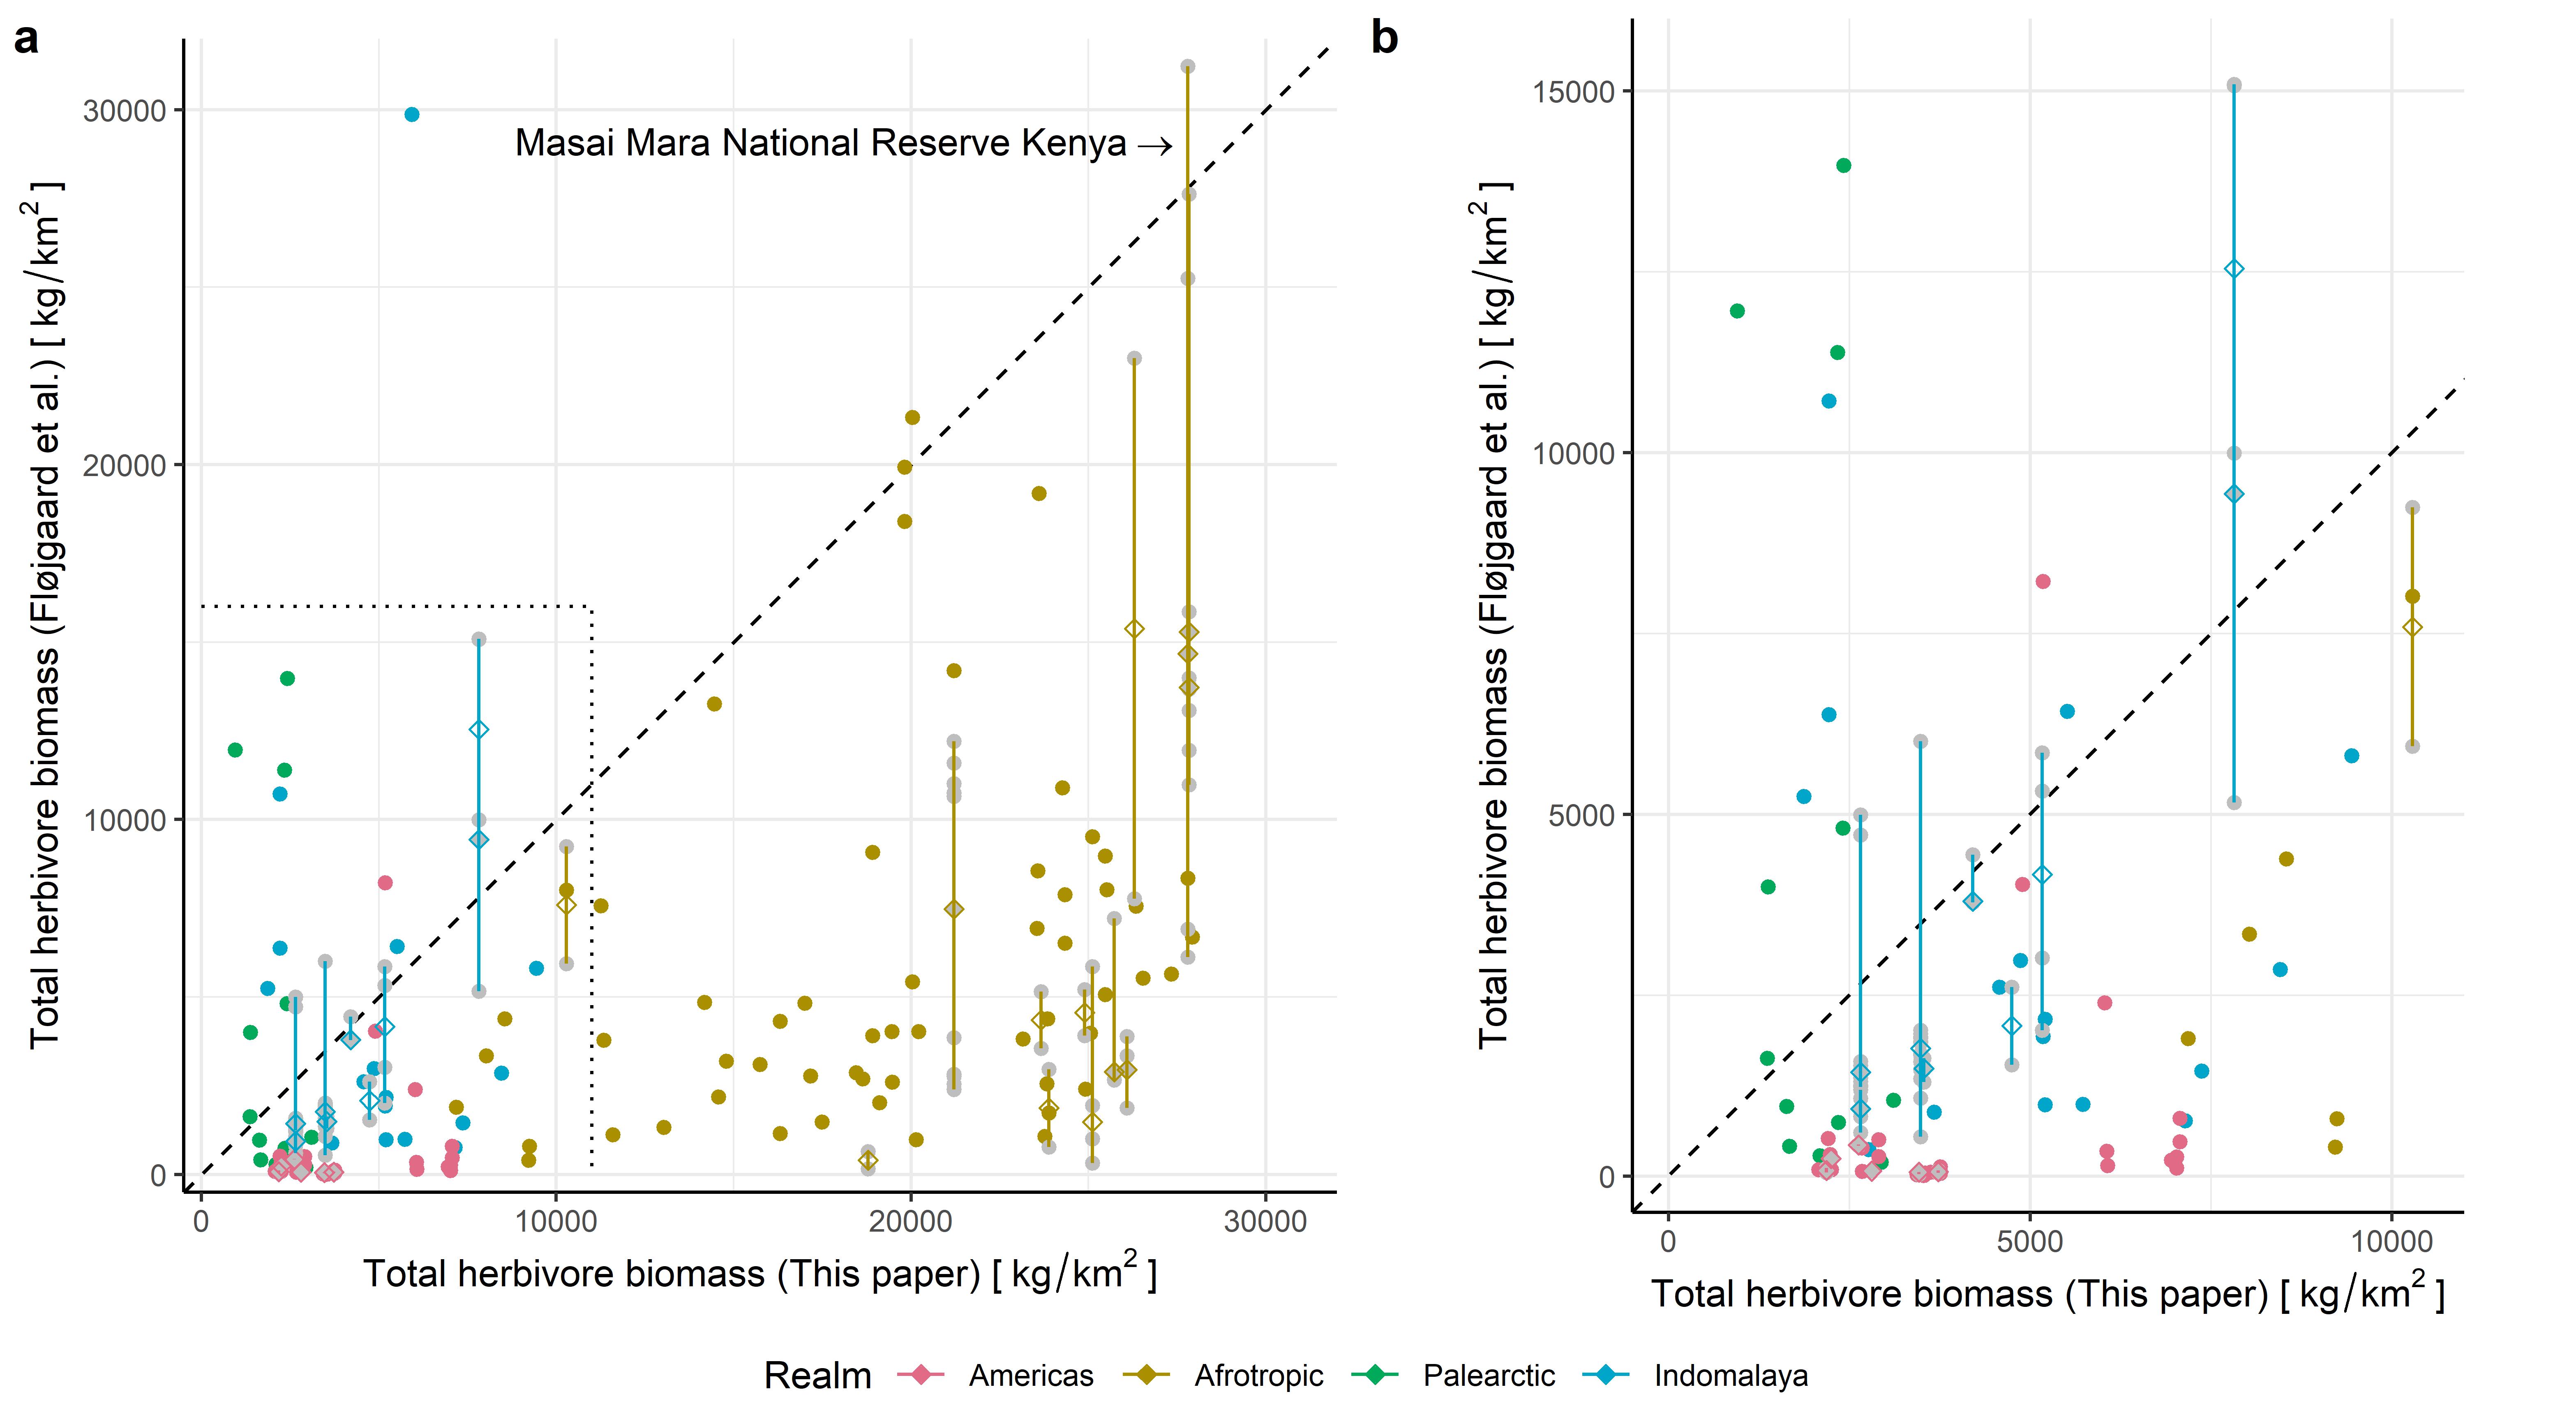 a
b
Masai Mara National Reserve Kenya →
30000
20000
10000
0
0
10000
20000
30000
Total herbivore biomass (Fløjgaard et al.) [ kg/km² ]
Total herbivore biomass (This paper) [ kg/km² ]
15000
10000
5000
0
0
5000
10000
Total herbivore biomass (Fløjgaard et al.) [ kg/km² ]
Total herbivore biomass (This paper) [ kg/km² ]
Realm Americas Afrotropic Palearctic Indomalaya